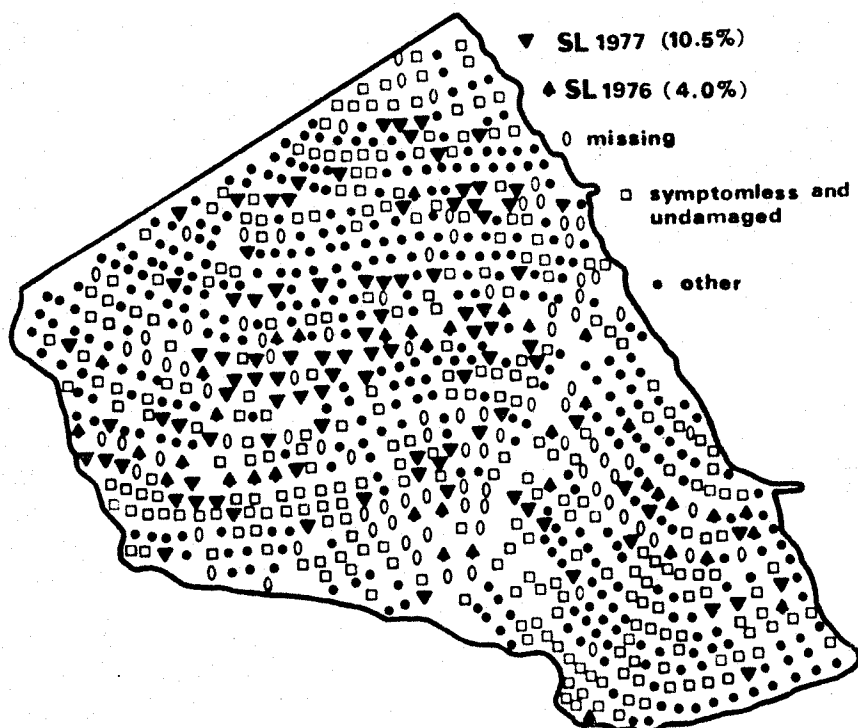 SL 1977 (10.5%)
SL 1976 (4.0%)
missing
symptomless and
undamaged
other